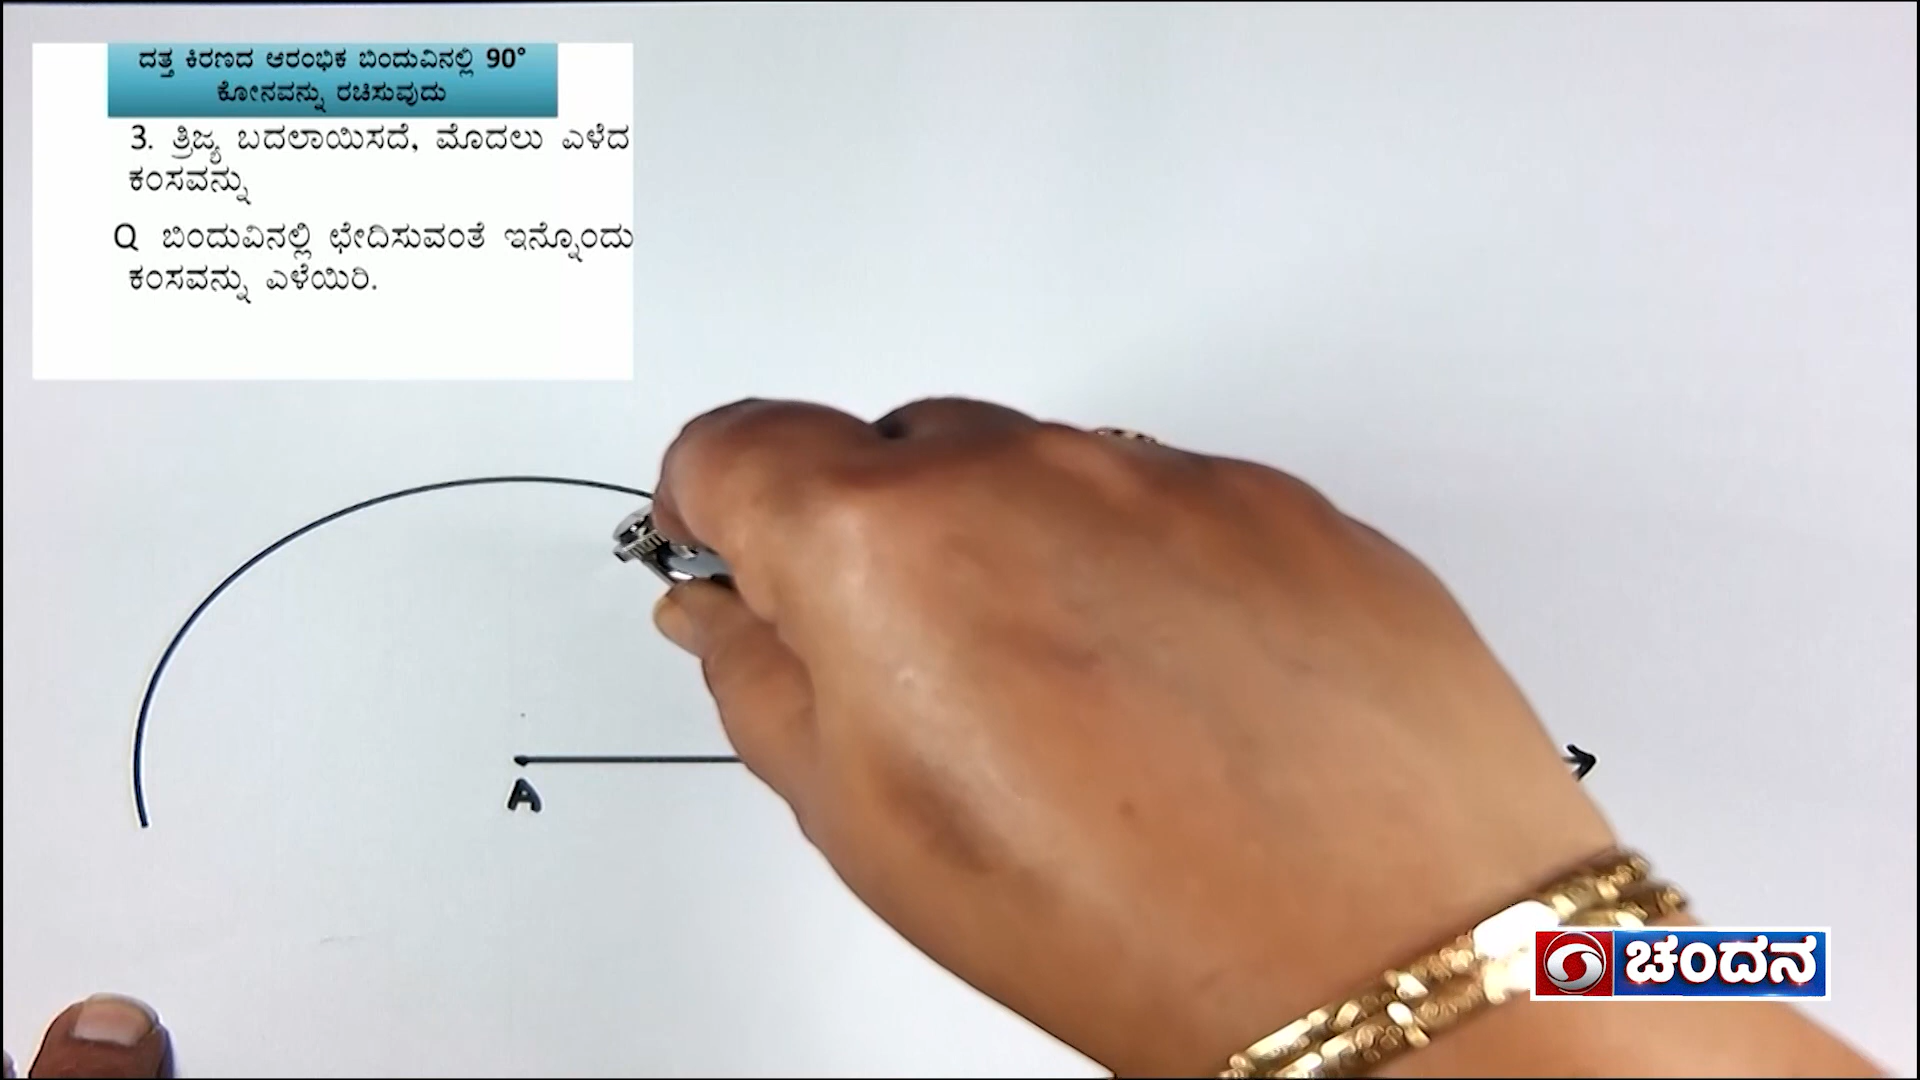 ದತ್ತ ಕಿರಣದ ಆರಂಭಿಕ ಬಿಂದುವಿನಲ್ಲಿ 90°
ಕೋನವನ್ನು ರಚಿಸುವುದು
3. ತ್ರಿಜ್ಯ ಬದಲಾಯಿಸದೆ, ಮೊದಲು ಎಳೆದ
ಕಂಸವನ್ನು
Q ಬಿಂದುವಿನಲ್ಲಿ ಛೇದಿಸುವಂತೆ ಇನ್ನೊಂದು
ಕಂಸವನ್ನು ಎಳೆಯಿರಿ.
A
ಚಂದನ